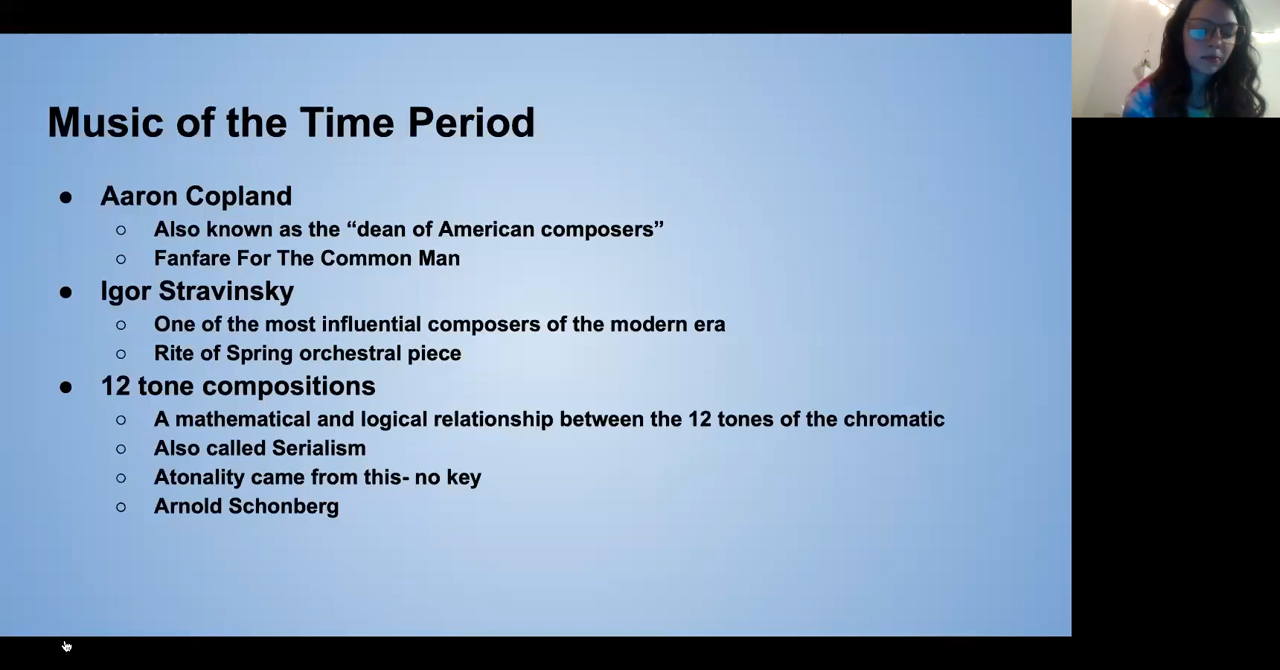 Music of the Time Period
● Aaron Copland
○ Also known as the “dean of American composers”
○ Fanfare For The Common Man
● Igor Stravinsky
○ One of the most influential composers of the modern era
○ Rite of Spring orchestral piece
● 12 tone compositions
○ A mathematical and logical relationship between the 12 tones of the chromatic
○ Also called Serialism
○ Atonality came from this- no key
○ Arnold Schonberg